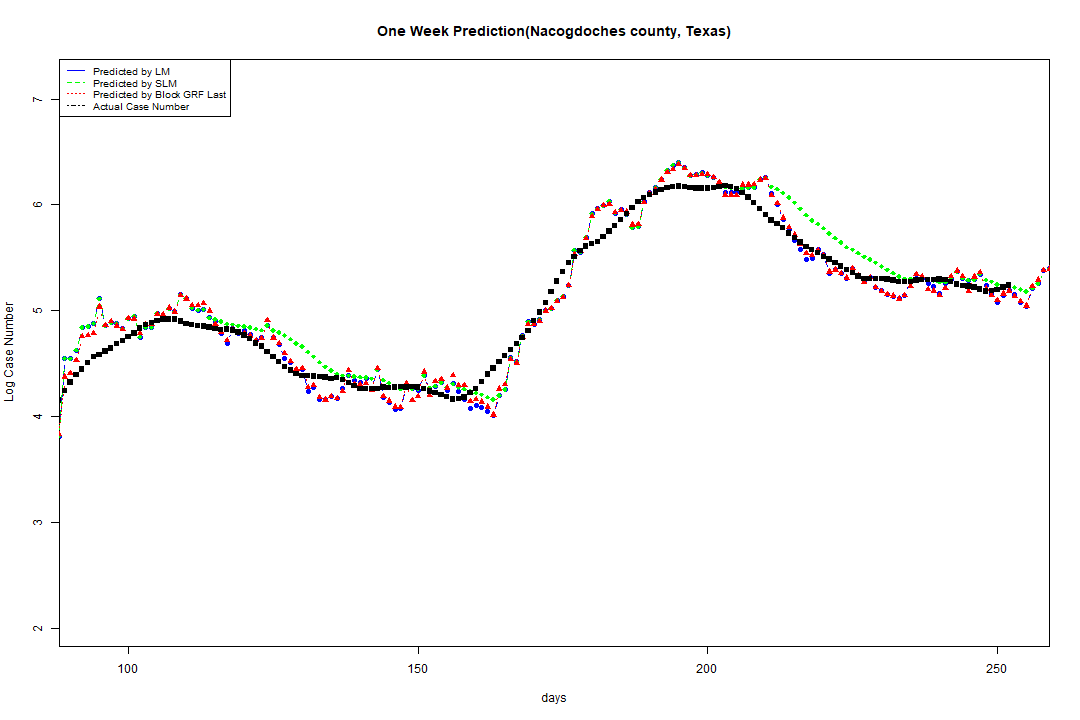 One Week Prediction(Nacogdoches county, Texas)
Predicted by LM
Predicted by SLM
Predicted by Block GRF Last
Actual Case Number
7
6
5
4
3
2
Log Case Number
100 150 200 250
days